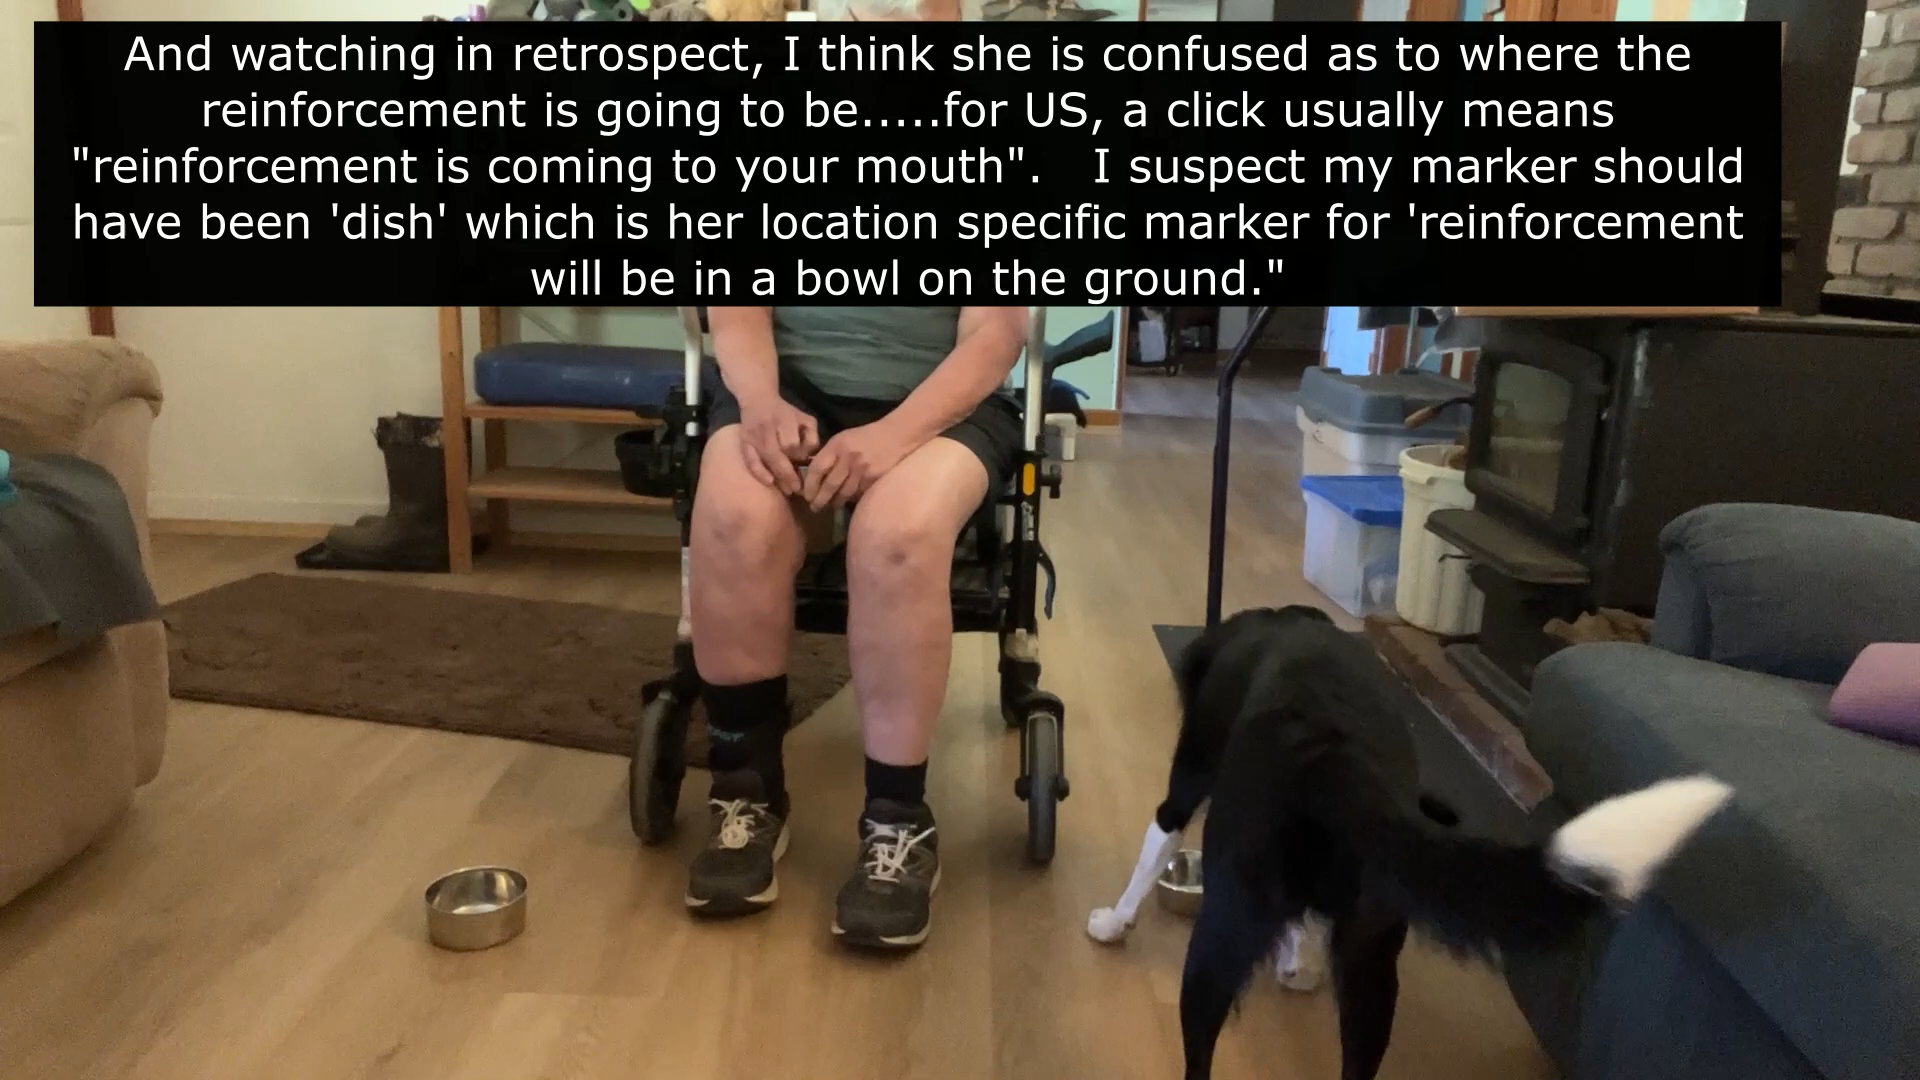 And watching in retrospect, I think she is confused as to where the
reinforcement is going to be.....for US, a click usually means
"reinforcement is coming to your mouth".   I suspect my marker should
have been 'dish' which is her location specific marker for 'reinforcement
will be in a bowl on the ground."